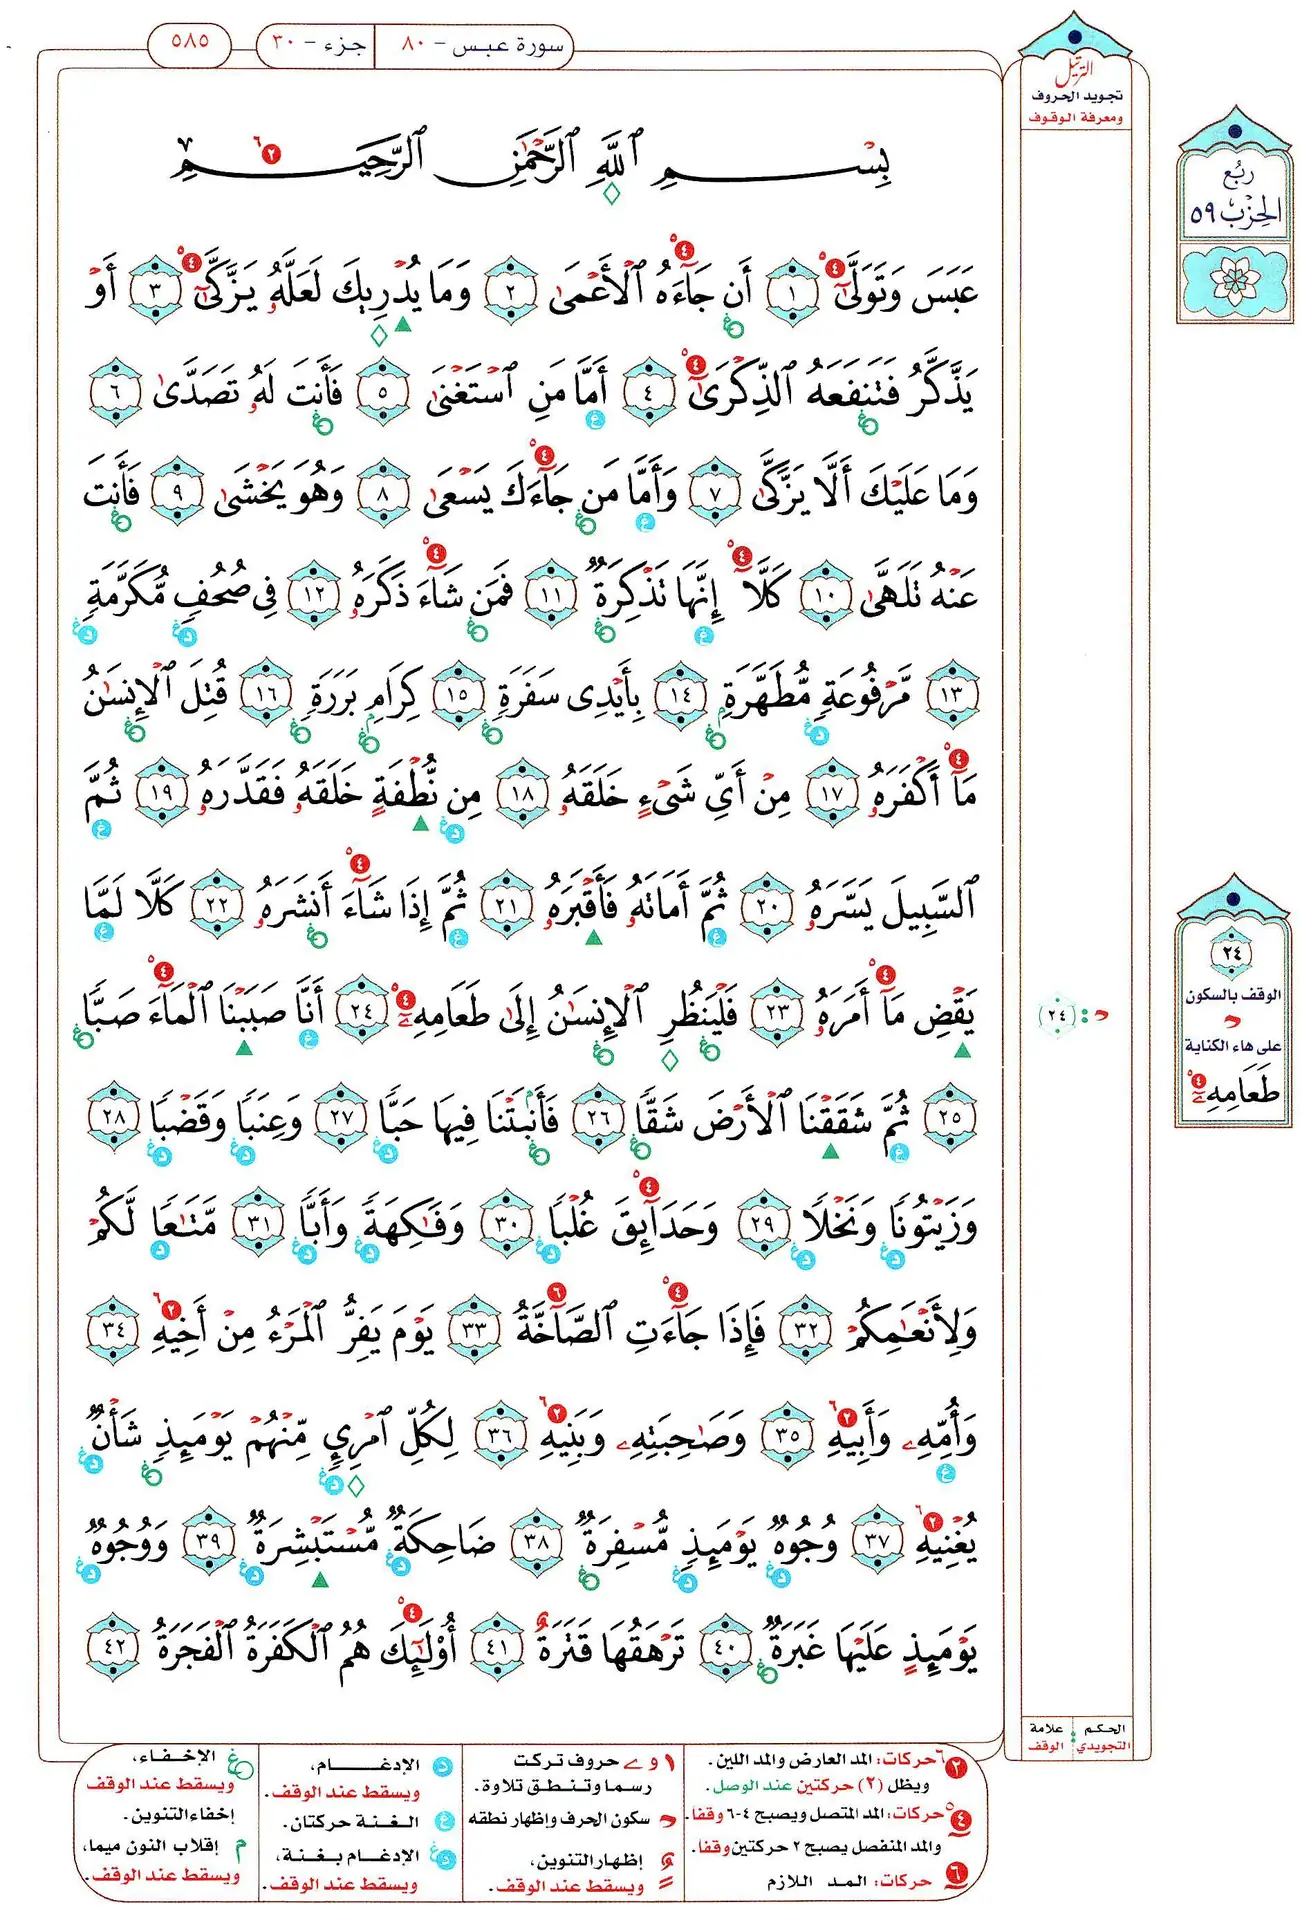 سورة عبس - ٨٠
جزء - ٣٠
٥٨٥
الترتيل
تجويد الحروف
ومعرفة الوقوف
ربع
الحزب ٥٩
بِسْمِ ٱللَّهِ ٱلرَّحْمَٰنِ ٱلرَّحِيمِ
عَبَسَ وَتَوَلَّىٰٓ ١ أَن جَآءَهُ ٱلْأَعْمَىٰ ٢ وَمَا يُدْرِيكَ لَعَلَّهُۥ يَزَّكَّىٰٓ ٣ أَوْ
يَذَّكَّرُ فَتَنفَعَهُ ٱلذِّكْرَىٰٓ ٤ أَمَّا مَنِ ٱسْتَغْنَىٰ ٥ فَأَنتَ لَهُۥ تَصَدَّىٰ ٦
وَمَا عَلَيْكَ أَلَّا يَزَّكَّىٰ ٧ وَأَمَّا مَن جَآءَكَ يَسْعَىٰ ٨ وَهُوَ يَخْشَىٰ ٩ فَأَنتَ
عَنْهُ تَلَهَّىٰ ١٠ كَلَّآ إِنَّهَا تَذْكِرَةٌ ١١ فَمَن شَآءَ ذَكَرَهُۥ ١٢ فِى صُحُفٍ مُّكَرَّمَةٍ
١٣ مَّرْفُوعَةٍ مُّطَهَّرَةٍۭ ١٤ بِأَيْدِى سَفَرَةٍ ١٥ كِرَامٍۭ بَرَرَةٍ ١٦ قُتِلَ ٱلْإِنسَٰنُ
مَآ أَكْفَرَهُۥ ١٧ مِنْ أَىِّ شَىْءٍ خَلَقَهُۥ ١٨ مِن نُّطْفَةٍ خَلَقَهُۥ فَقَدَّرَهُۥ ١٩ ثُمَّ
ٱلسَّبِيلَ يَسَّرَهُۥ ٢٠ ثُمَّ أَمَاتَهُۥ فَأَقْبَرَهُۥ ٢١ ثُمَّ إِذَا شَآءَ أَنشَرَهُۥ ٢٢ كَلَّا لَمَّا
يَقْضِ مَآ أَمَرَهُۥ ٢٣ فَلْيَنظُرِ ٱلْإِنسَٰنُ إِلَىٰ طَعَامِهِۦٓ ٢٤ أَنَّا صَبَبْنَا ٱلْمَآءَ صَبًّا
٢٥ ثُمَّ شَقَقْنَا ٱلْأَرْضَ شَقًّا ٢٦ فَأَنۢبَتْنَا فِيهَا حَبًّا ٢٧ وَعِنَبًا وَقَضْبًا ٢٨
وَزَيْتُونًا وَنَخْلًا ٢٩ وَحَدَآئِقَ غُلْبًا ٣٠ وَفَٰكِهَةً وَأَبًّا ٣١ مَّتَٰعًا لَّكُمْ
وَلِأَنْعَٰمِكُمْ ٣٢ فَإِذَا جَآءَتِ ٱلصَّآخَّةُ ٣٣ يَوْمَ يَفِرُّ ٱلْمَرْءُ مِنْ أَخِيهِ ٣٤
وَأُمِّهِۦ وَأَبِيهِ ٣٥ وَصَٰحِبَتِهِۦ وَبَنِيهِ ٣٦ لِكُلِّ ٱمْرِئٍ مِّنْهُمْ يَوْمَئِذٍ شَأْنٌ
يُغْنِيهِ ٣٧ وُجُوهٌ يَوْمَئِذٍ مُّسْفِرَةٌ ٣٨ ضَاحِكَةٌ مُّسْتَبْشِرَةٌ ٣٩ وَوُجُوهٌ
يَوْمَئِذٍ عَلَيْهَا غَبَرَةٌ ٤٠ تَرْهَقُهَا قَتَرَةٌ ٤١ أُو۟لَٰٓئِكَ هُمُ ٱلْكَفَرَةُ ٱلْفَجَرَةُ ٤٢
٢٤
الوقف بالسكون
على هاء الكناية
طَعَامِهِۦٓ
٢٤
الحكم التجويدي
علامة الوقف
٢ ٦ حركات: المد العارض والمد اللين.
ويظل (٢) حركتين عند الوصل.
٤ ٥ حركات: المد المتصل ويصبح ٤-٦ وقفا.
والمد المنفصل يصبح ٢ حركتين وقفا.
٦ حركات: المد اللازم
ا و ے حروف تركت
رسما وتنطق تلاوة.
سكون الحرف وإظهار نطقه
إظهار التنوين،
ويسقط عند الوقف.
د الإدغام،
ويسقط عند الوقف.
غ الغنة حركتان.
الإدغام بغنة،
ويسقط عند الوقف.
الإخفاء،
ويسقط عند الوقف
إخفاء التنوين.
م إقلاب النون ميما،
ويسقط عند الوقف.